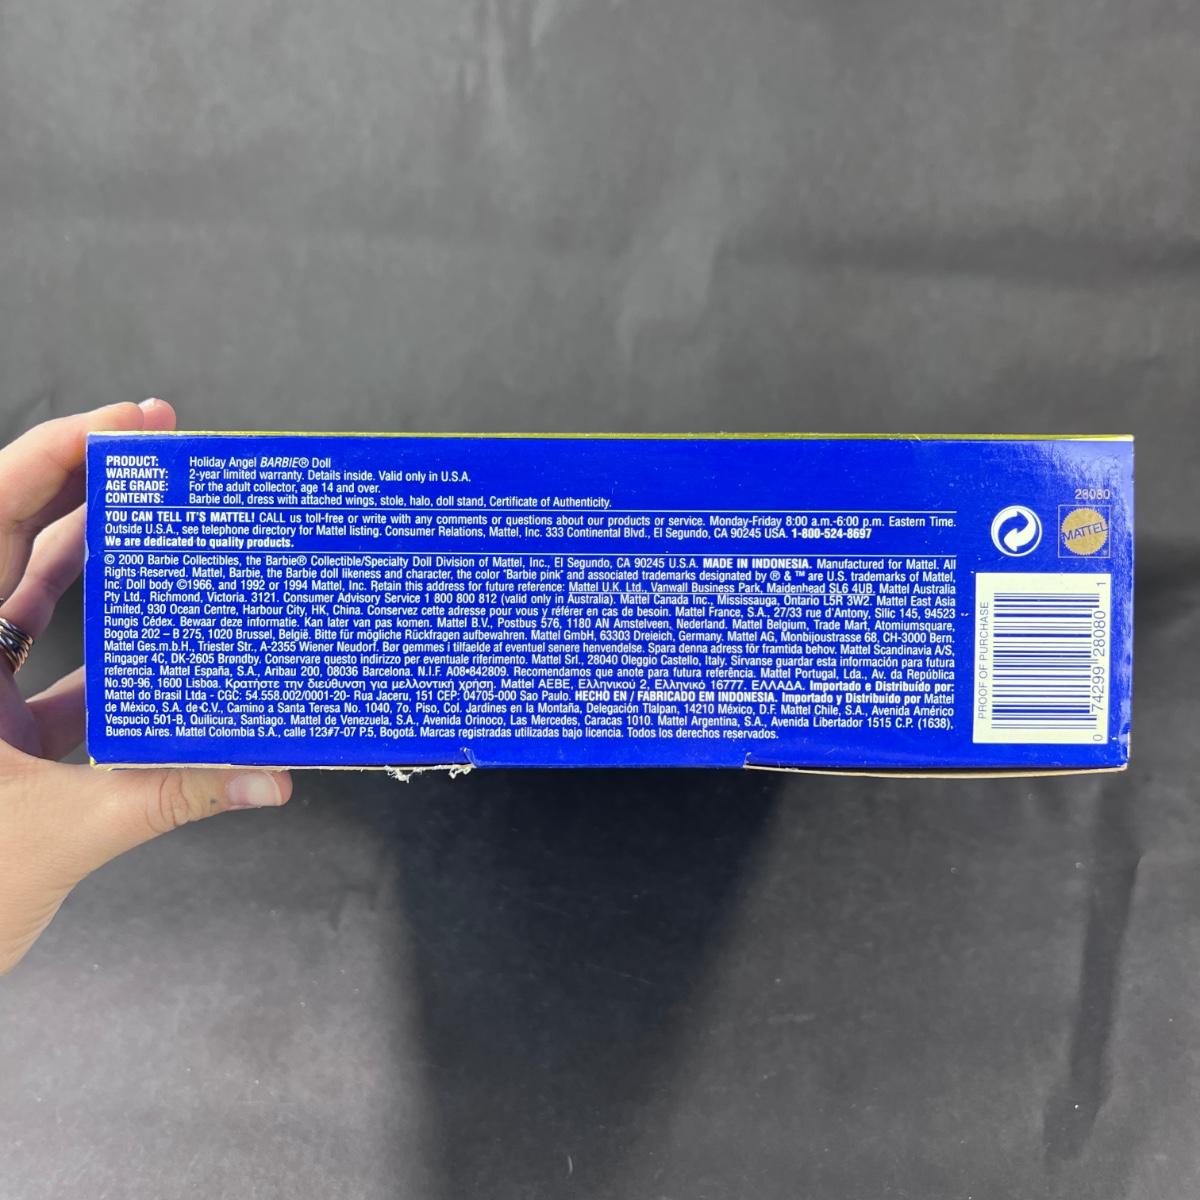 PRODUCT: Holiday Angel BARBIE® Doll
WARRANTY: 2-year limited warranty. Details inside. Valid only in U.S.A.
AGE GRADE: For the adult collector, age 14 and over.
CONTENTS: Barbie doll, dress with attached wings, stole, halo, doll stand, Certificate of Authenticity.
YOU CAN TELL IT'S MATTEL! CALL us toll-free or write with any comments or questions about our products or service. Monday-Friday 8:00 a.m.-6:00 p.m. Eastern Time.
Outside U.S.A., see telephone directory for Mattel listing. Consumer Relations, Mattel, Inc. 333 Continental Blvd., El Segundo, CA 90245 USA. 1-800-524-8697
We are dedicated to quality products.
© 2000 Barbie Collectibles, the Barbie® Collectible/Specialty Doll Division of Mattel, Inc., El Segundo, CA 90245 U.S.A. MADE IN INDONESIA. Manufactured for Mattel. All
Rights Reserved. Mattel, Barbie, the Barbie doll likeness and character, the color "Barbie pink" and associated trademarks designated by ® & ™ are U.S. trademarks of Mattel,
Inc. Doll body ©1966, and 1992 or 1994 Mattel, Inc. Retain this address for future reference: Mattel U.K. Ltd., Vanwall Business Park, Maidenhead SL6 4UB. Mattel Australia
Pty Ltd., Richmond, Victoria. 3121. Consumer Advisory Service 1 800 800 812 (valid only in Australia). Mattel Canada Inc., Mississauga, Ontario L5R 3W2. Mattel East Asia
Limited, 930 Ocean Centre, Harbour City, HK, China. Conservez cette adresse pour vous y référer en cas de besoin. Mattel France, S.A., 27/33 rue d'Antony, Silic 145, 94523
Rungis Cédex. Bewaar deze informatie. Kan later van pas komen. Mattel B.V., Postbus 576, 1180 AN Amstelveen, Nederland. Mattel Belgium, Trade Mart, Atomiumsquare,
Bogota 202 – B 275, 1020 Brussel, België. Bitte für mögliche Rückfragen aufbewahren. Mattel GmbH, 63303 Dreieich, Germany. Mattel AG, Monbijoustrasse 68, CH-3000 Bern.
Mattel Ges.m.b.H., Triester Str., A-2355 Wiener Neudorf. Bør gemmes i tilfaelde af eventuel senere henvendelse. Spara denna adress för framtida behov. Mattel Scandinavia A/S,
Ringager 4C, DK-2605 Brøndby. Conservare questo indirizzo per eventuale riferimento. Mattel Srl., 28040 Oleggio Castello, Italy. Sirvanse guardar esta información para futura
referencia. Mattel España, S.A., Aribau 200, 08036 Barcelona. N.I.F. A08•842809. Recomendamos que anote para futura referência. Mattel Portugal, Lda., Av. da República
No.90-96, 1600 Lisboa. Κρατήστε την διεύθυνση για μελλοντική χρήση. Mattel AEBE, Ελληνικού 2, Ελληνικό 16777. ΕΛΛΑΔΑ. Importado e Distribuído por:
Mattel do Brasil Ltda - CGC: 54.558.002/0001-20- Rua Jaceru, 151 CEP: 04705-000 Sao Paulo. HECHO EN / FABRICADO EM INDONESIA. Importado y Distribuido por Mattel
de México, S.A. de C.V., Camino a Santa Teresa No. 1040, 7o. Piso, Col. Jardines en la Montaña, Delegación Tlalpan, 14210 México, D.F. Mattel Chile, S.A., Avenida Américo
Vespucio 501-B, Quilicura, Santiago. Mattel de Venezuela, S.A., Avenida Orinoco, Las Mercedes, Caracas 1010. Mattel Argentina, S.A., Avenida Libertador 1515 C.P. (1638),
Buenos Aires. Mattel Colombia S.A., calle 123#7-07 P.5, Bogotá. Marcas registradas utilizadas bajo licencia. Todos los derechos reservados.
28080
MATTEL
PROOF OF PURCHASE
0 74299 28080 1